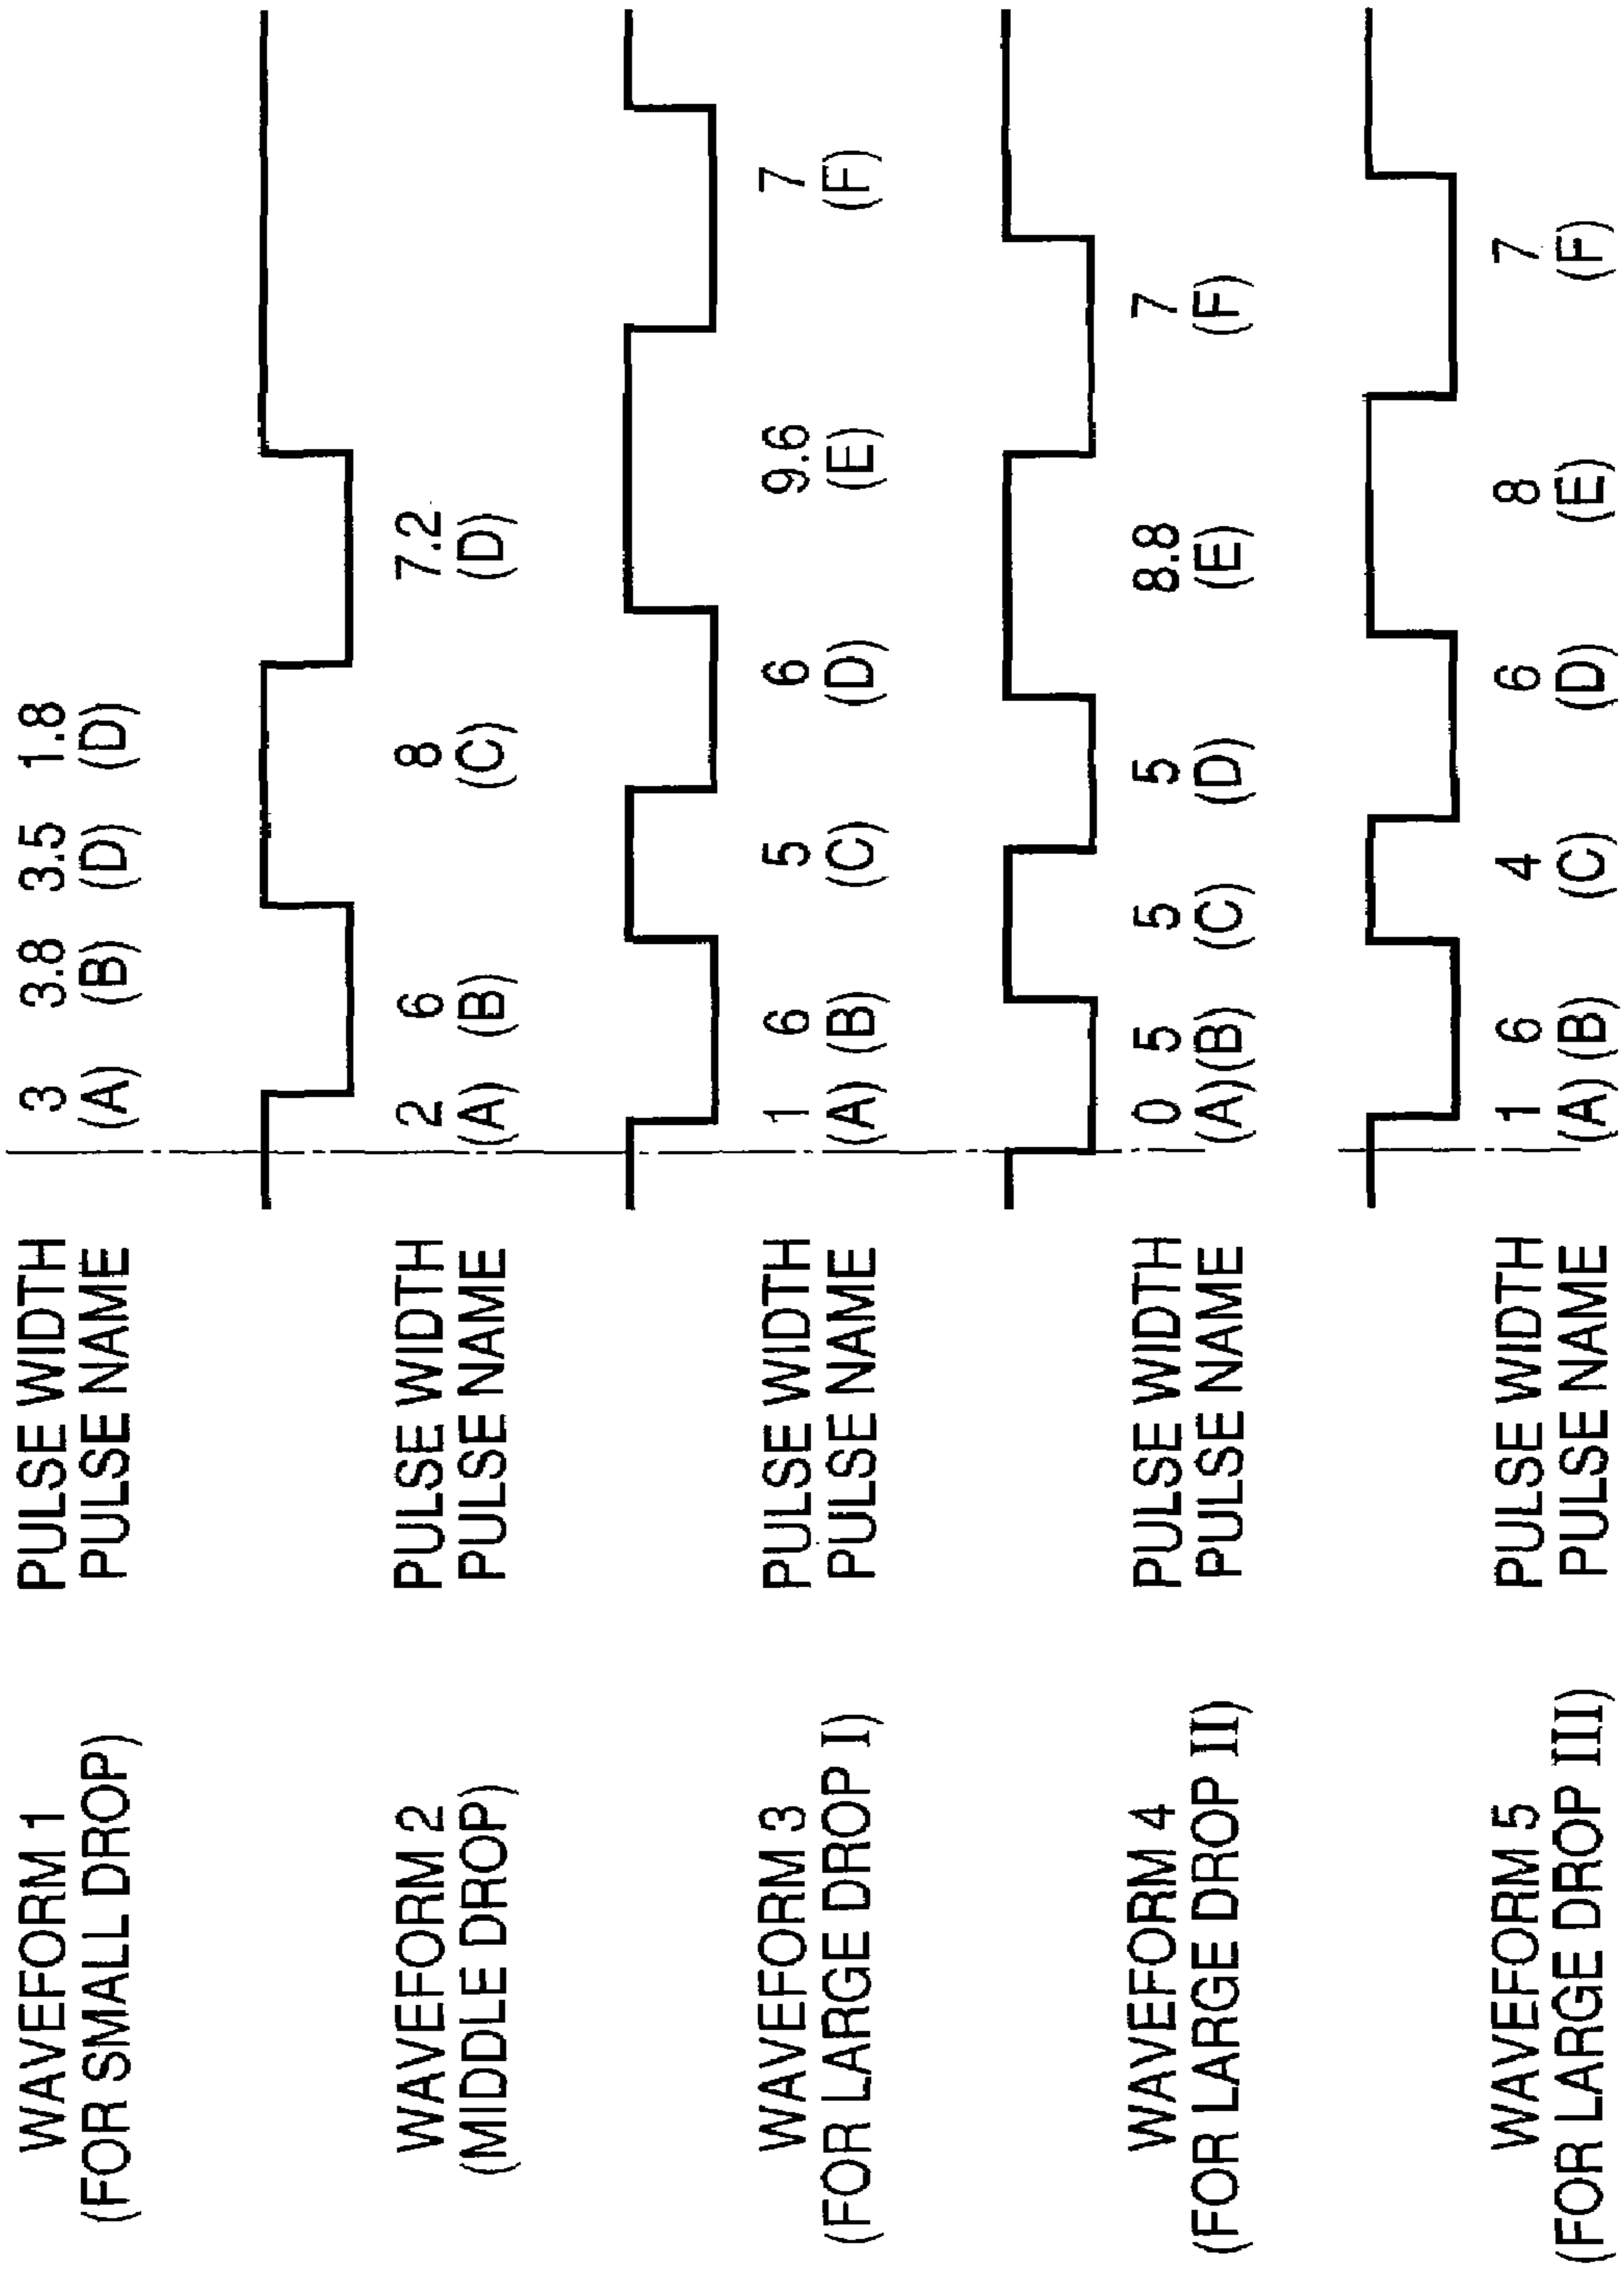 WAVEFORM 1 PULSE WIDTH 3 3.8 3.5 1.8
(FOR SMALL DROP) PULSE NAME (A) (B) (D) (D)
WAVEFORM 2 PULSE WIDTH 2 6 8 7.2
(MIDDLE DROP) PULSE NAME (A) (B) (C) (D)
WAVEFORM 3 PULSE WIDTH 1 6 5 6 9.6 7
(FOR LARGE DROP I) PULSE NAME (A) (B) (C) (D) (E) (F)
WAVEFORM 4 PULSE WIDTH 0 5 5 5 8.8 7
(FOR LARGE DROP II) PULSE NAME (A)(B) (C) (D) (E) (F)
WAVEFORM 5 PULSE WIDTH 1 6 4 6 8 7
(FOR LARGE DROP III) PULSE NAME (A) (B) (C) (D) (E) (F)